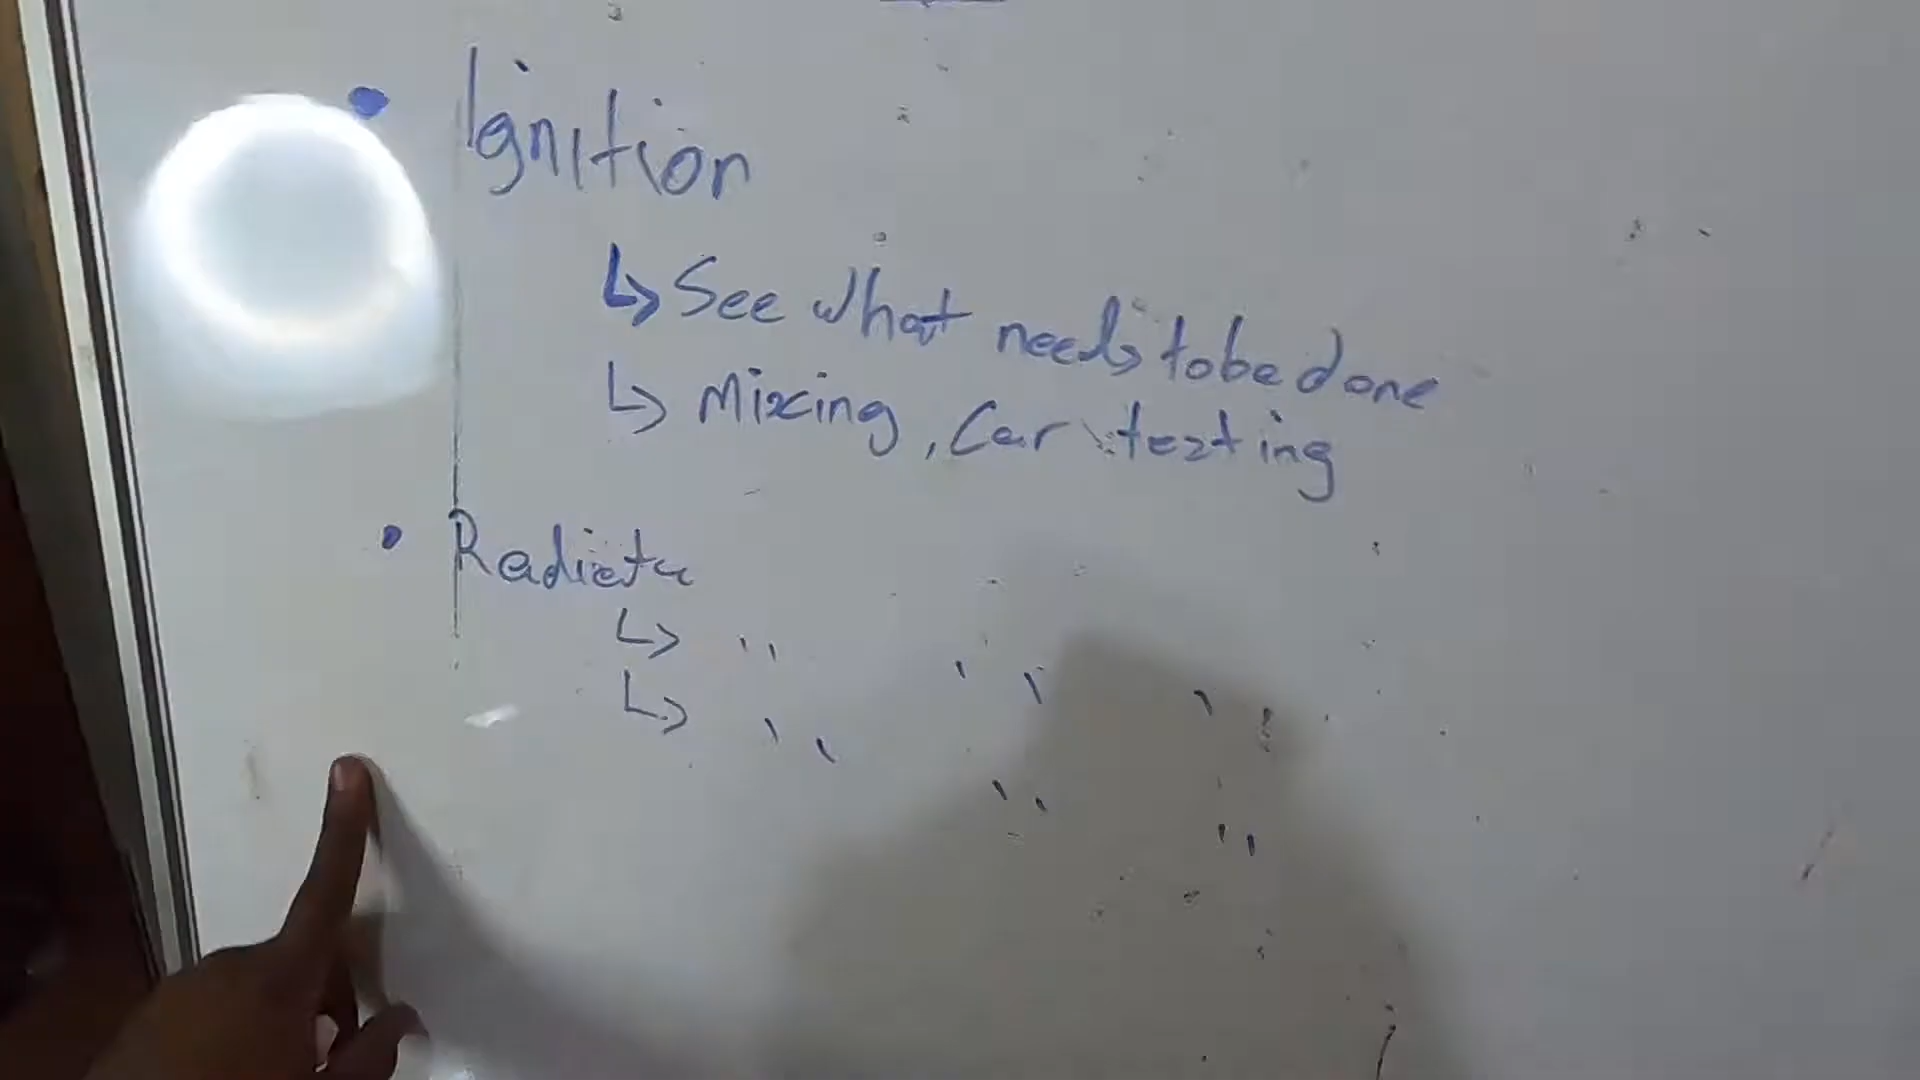 • Ignition
↳ See what needs to be done
↳ Mixing, Car testing
• Radiator
↳ " " "
↳ " " "